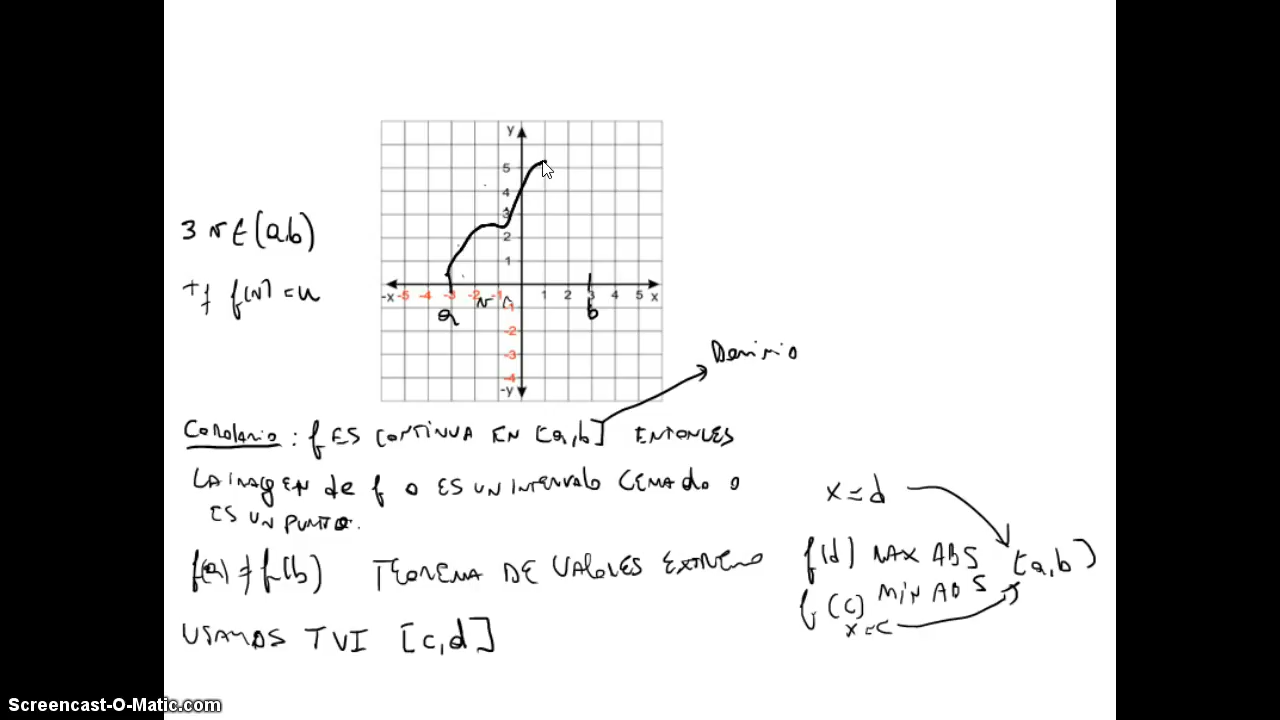 y
5
4
3
2
1
-x -5 -4 -3 -2 -1 1 2 3 4 5 x
-1
-2
-3
-4
-y
a
b
∃ N ∈ (a,b)
f(N) = u
Dominio
Corolario: f ES CONTINUA EN [a,b] ENTONCES
LA IMAGEN de f O ES UN INTERVALO CERRADO O
ES UN PUNTO.
f(a) ≠ f(b) TEOREMA DE VALORES EXTREMO
USAMOS TVI [c,d]
x = d
f(d) MAX ABS [a,b]
f(c) MIN ABS
x = c
Screencast-O-Matic.com